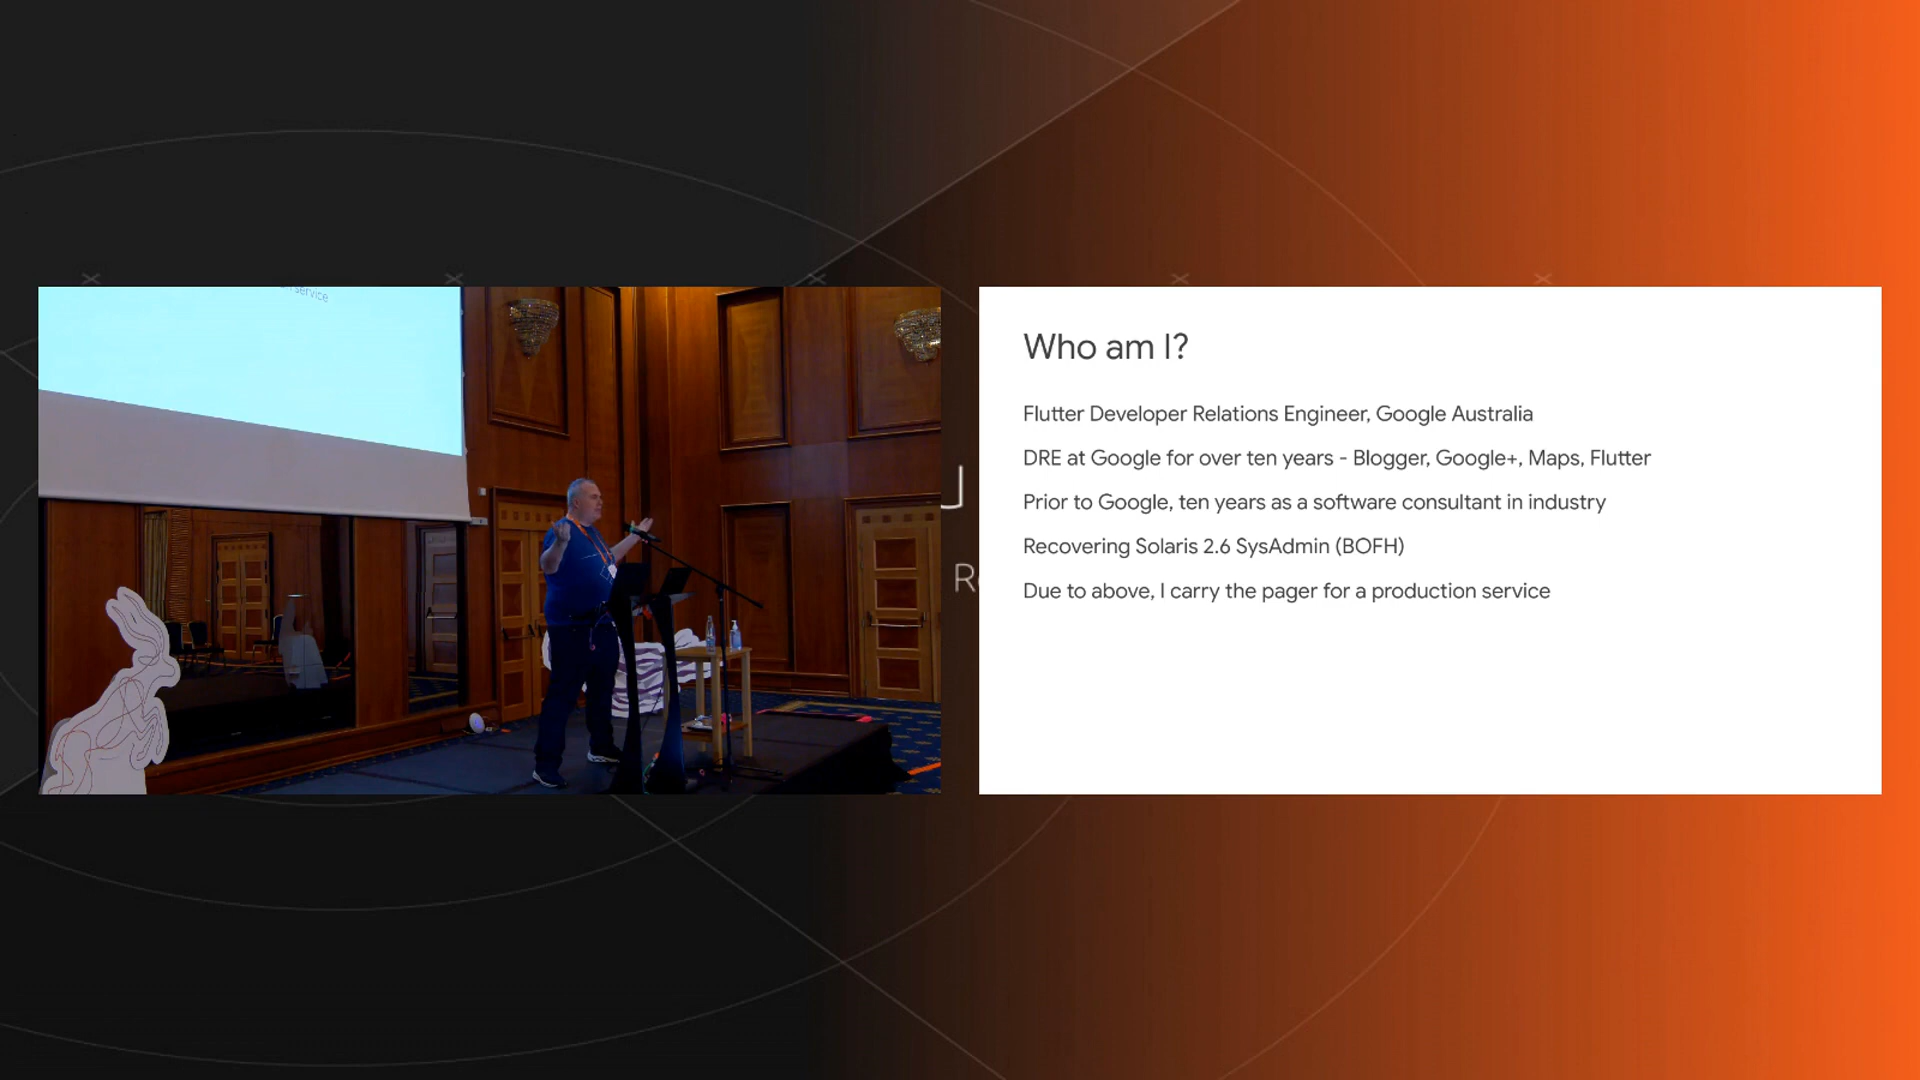 service
Who am I?
Flutter Developer Relations Engineer, Google Australia
DRE at Google for over ten years - Blogger, Google+, Maps, Flutter
Prior to Google, ten years as a software consultant in industry
Recovering Solaris 2.6 SysAdmin (BOFH)
Due to above, I carry the pager for a production service